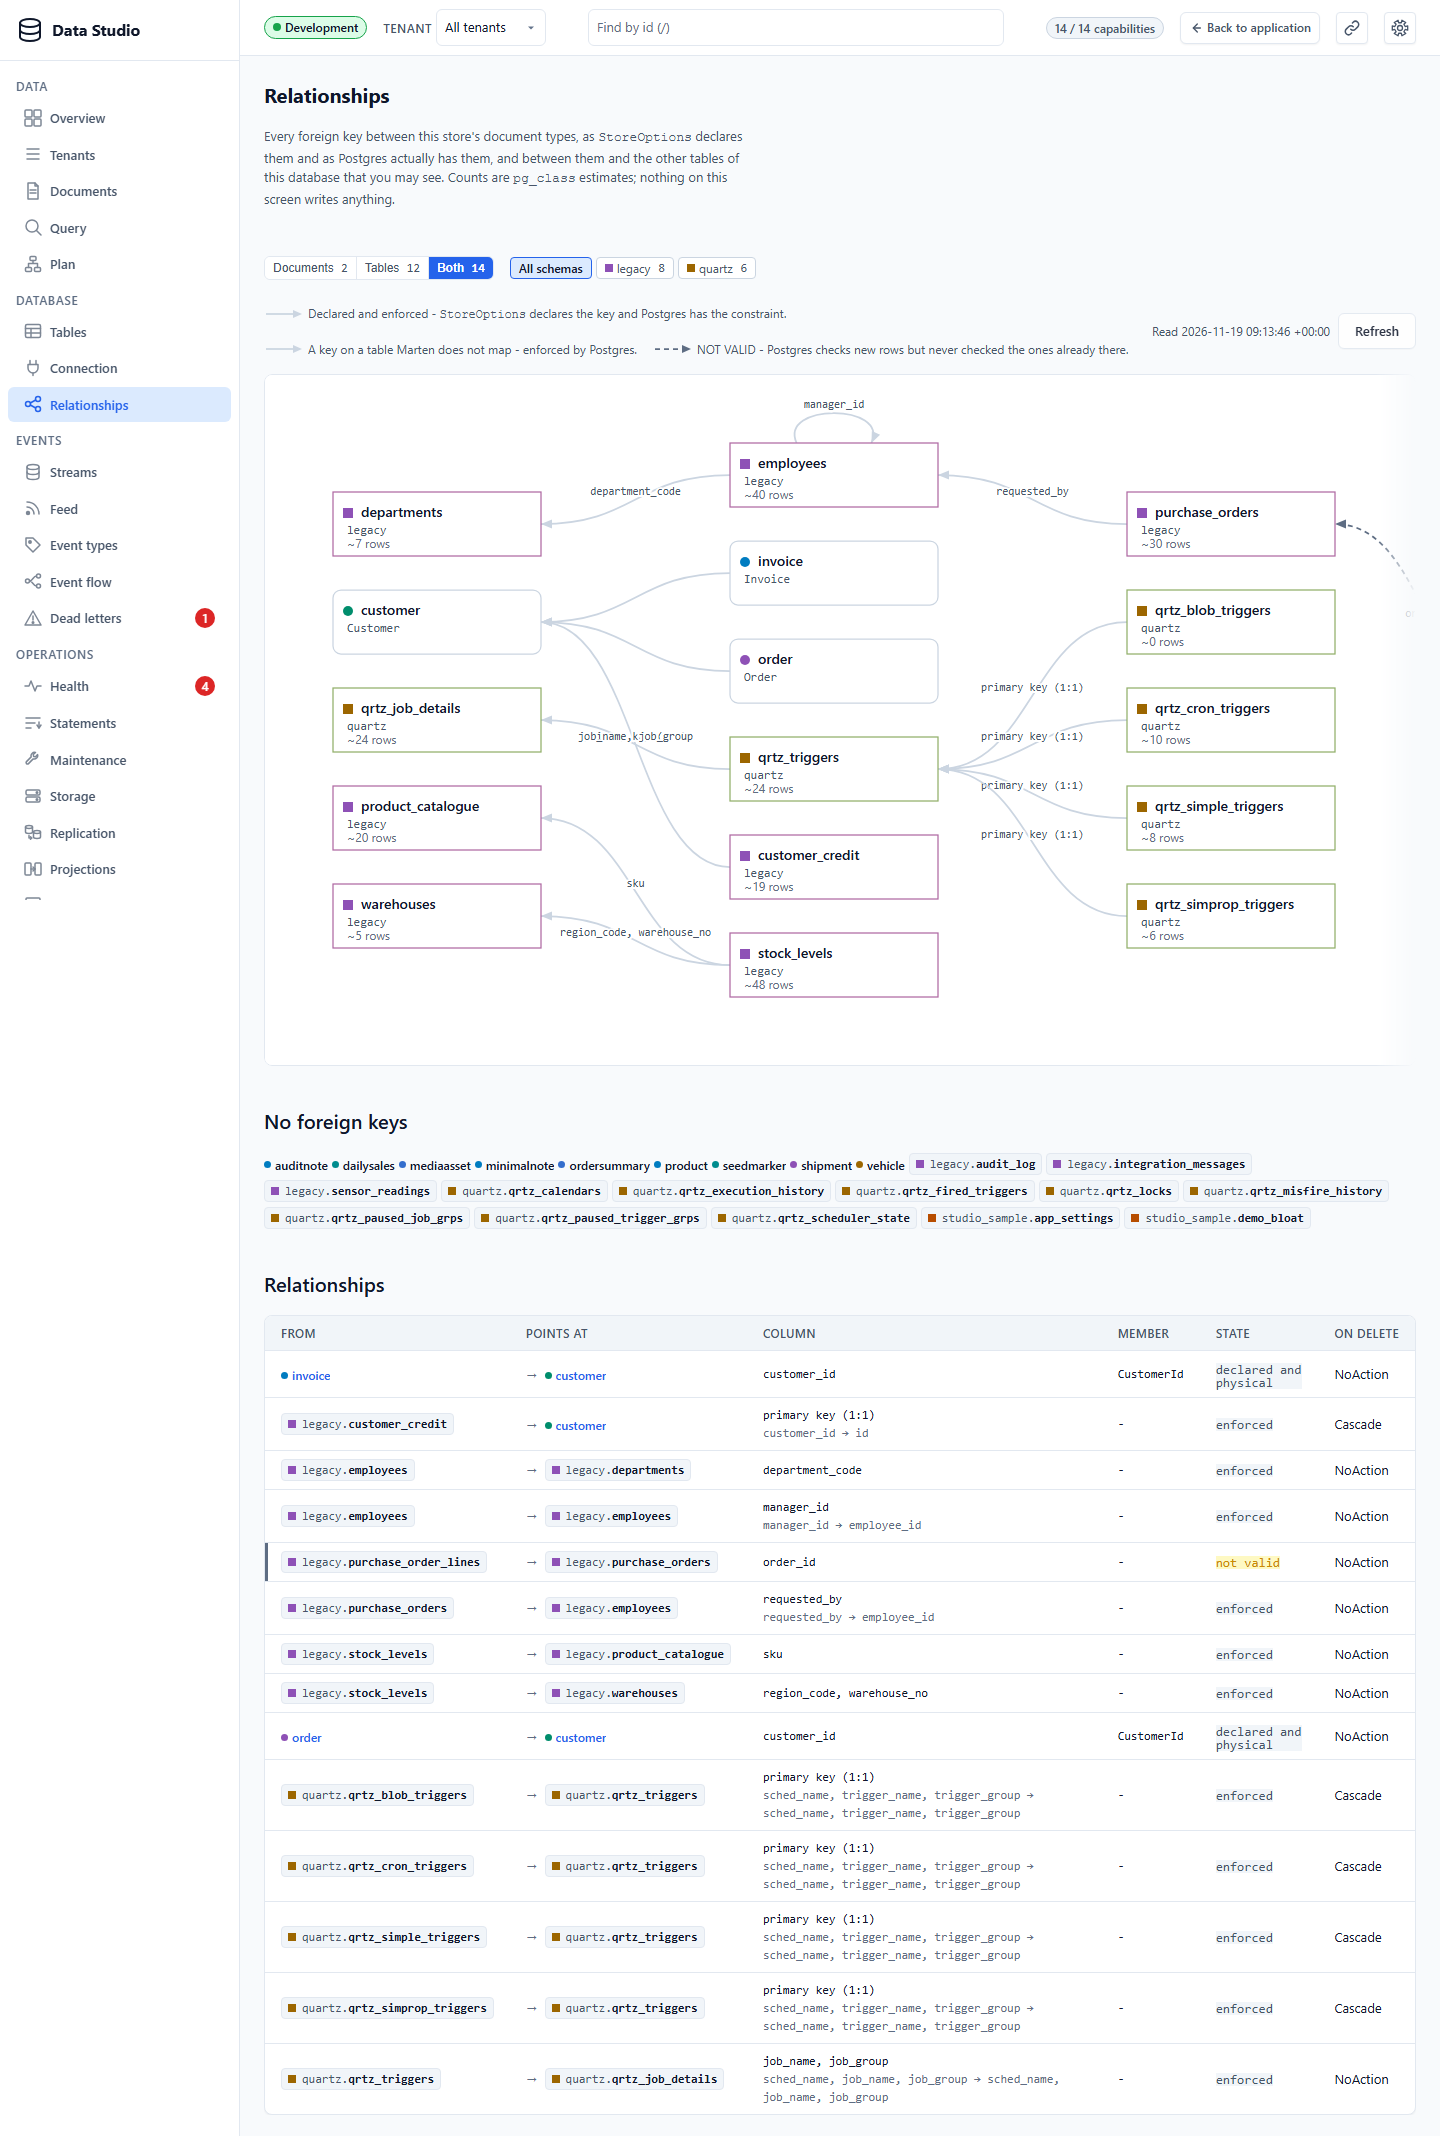 Data Studio
Development
TENANT
All tenants
Find by id (/)
14 / 14 capabilities
← Back to application
DATA
Overview
Tenants
Documents
Query
Plan
DATABASE
Tables
Connection
Relationships
EVENTS
Streams
Feed
Event types
Event flow
Dead letters 1
OPERATIONS
Health 4
Statements
Maintenance
Storage
Replication
Projections
Relationships
Every foreign key between this store's document types, as StoreOptions declares
them and as Postgres actually has them, and between them and the other tables of
this database that you may see. Counts are pg_class estimates; nothing on this
screen writes anything.
Documents 2 Tables 12 Both 14 All schemas legacy 8 quartz 6
Declared and enforced - StoreOptions declares the key and Postgres has the constraint.
A key on a table Marten does not map - enforced by Postgres. NOT VALID - Postgres checks new rows but never checked the ones already there.
Read 2026-11-19 09:13:46 +00:00 Refresh
manager_id
employees
legacy
~40 rows
department_code
requested_by
departments
legacy
~7 rows
purchase_orders
legacy
~30 rows
invoice
Invoice
customer
Customer
qrtz_blob_triggers
quartz
~0 rows
order
Order
primary key (1:1)
qrtz_job_details
quartz
~24 rows
qrtz_cron_triggers
quartz
~10 rows
primary key (1:1)
qrtz_triggers
quartz
~24 rows
primary key (1:1)
product_catalogue
legacy
~20 rows
qrtz_simple_triggers
quartz
~8 rows
primary key (1:1)
customer_credit
legacy
~19 rows
sku
warehouses
legacy
~5 rows
qrtz_simprop_triggers
quartz
~6 rows
region_code, warehouse_no
stock_levels
legacy
~48 rows
No foreign keys
auditnote dailysales mediaasset minimalnote ordersummary product seedmarker shipment vehicle legacy.audit_log legacy.integration_messages
legacy.sensor_readings quartz.qrtz_calendars quartz.qrtz_execution_history quartz.qrtz_fired_triggers quartz.qrtz_locks quartz.qrtz_misfire_history
quartz.qrtz_paused_job_grps quartz.qrtz_paused_trigger_grps quartz.qrtz_scheduler_state studio_sample.app_settings studio_sample.demo_bloat
Relationships
FROM POINTS AT COLUMN MEMBER STATE ON DELETE
invoice → customer customer_id CustomerId declared and physical NoAction
legacy.customer_credit → customer primary key (1:1) - enforced Cascade
customer_id → id
legacy.employees → legacy.departments department_code - enforced NoAction
legacy.employees → legacy.employees manager_id - enforced NoAction
manager_id → employee_id
legacy.purchase_order_lines → legacy.purchase_orders order_id - not valid NoAction
legacy.purchase_orders → legacy.employees requested_by - enforced NoAction
requested_by → employee_id
legacy.stock_levels → legacy.product_catalogue sku - enforced NoAction
legacy.stock_levels → legacy.warehouses region_code, warehouse_no - enforced NoAction
order → customer customer_id CustomerId declared and physical NoAction
quartz.qrtz_blob_triggers → quartz.qrtz_triggers primary key (1:1) - enforced Cascade
sched_name, trigger_name, trigger_group →
sched_name, trigger_name, trigger_group
quartz.qrtz_cron_triggers → quartz.qrtz_triggers primary key (1:1) - enforced Cascade
sched_name, trigger_name, trigger_group →
sched_name, trigger_name, trigger_group
quartz.qrtz_simple_triggers → quartz.qrtz_triggers primary key (1:1) - enforced Cascade
sched_name, trigger_name, trigger_group →
sched_name, trigger_name, trigger_group
quartz.qrtz_simprop_triggers → quartz.qrtz_triggers primary key (1:1) - enforced Cascade
sched_name, trigger_name, trigger_group →
sched_name, trigger_name, trigger_group
quartz.qrtz_triggers → quartz.qrtz_job_details job_name, job_group - enforced NoAction
sched_name, job_name, job_group → sched_name,
job_name, job_group